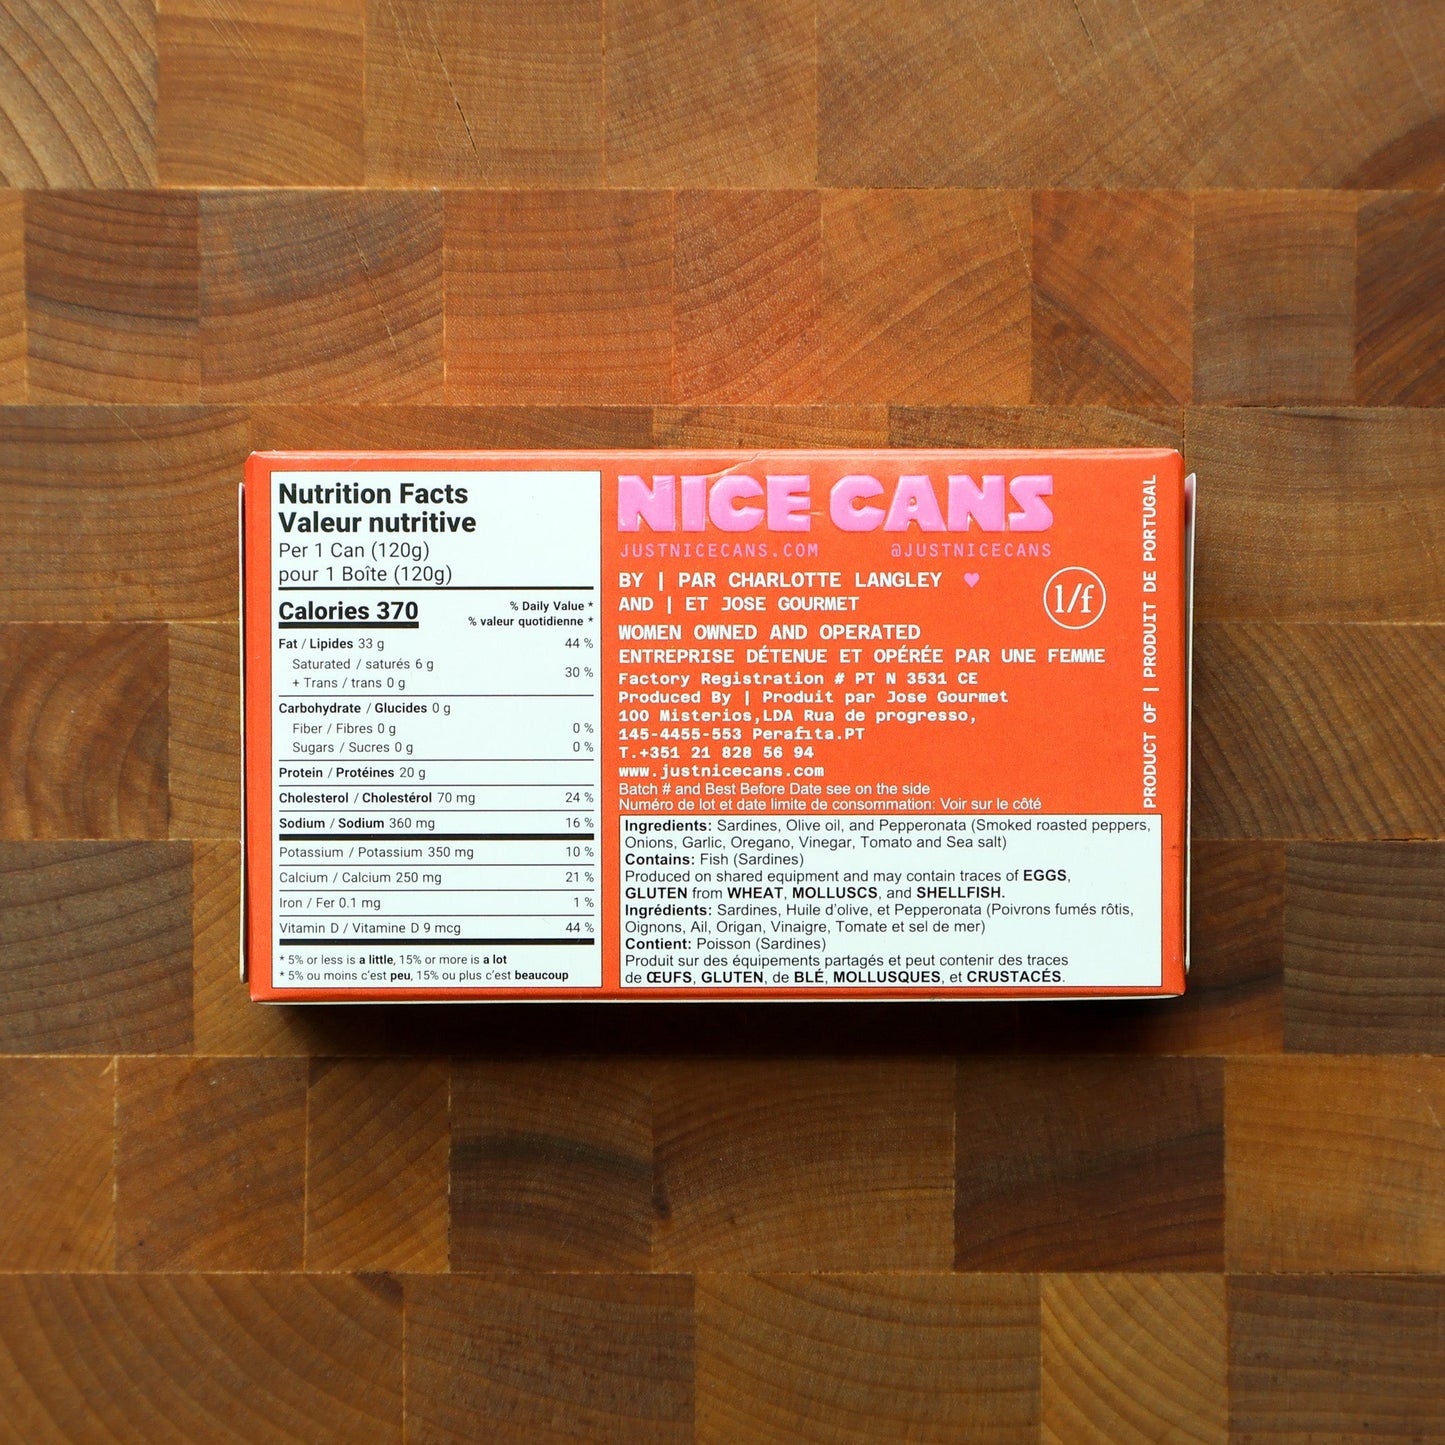 Nutrition Facts
Valeur nutritive
Per 1 Can (120g)
pour 1 Boîte (120g)
Calories 370
% Daily Value *
% valeur quotidienne *
Fat / Lipides 33 g 44 %
Saturated / saturés 6 g
+ Trans / trans 0 g
30 %
Carbohydrate / Glucides 0 g
Fiber / Fibres 0 g 0 %
Sugars / Sucres 0 g 0 %
Protein / Protéines 20 g
Cholesterol / Cholestérol 70 mg 24 %
Sodium / Sodium 360 mg 16 %
Potassium / Potassium 350 mg 10 %
Calcium / Calcium 250 mg 21 %
Iron / Fer 0.1 mg 1 %
Vitamin D / Vitamine D 9 mcg 44 %
* 5% or less is a little, 15% or more is a lot
* 5% ou moins c'est peu, 15% ou plus c'est beaucoup
NICE CANS
JUSTNICECANS.COM @JUSTNICECANS
BY | PAR CHARLOTTE LANGLEY ♥
AND | ET JOSE GOURMET
1/f
WOMEN OWNED AND OPERATED
ENTREPRISE DÉTENUE ET OPÉRÉE PAR UNE FEMME
Factory Registration # PT N 3531 CE
Produced By | Produit par Jose Gourmet
100 Misterios,LDA Rua de progresso,
145-4455-553 Perafita.PT
T.+351 21 828 56 94
www.justnicecans.com
Batch # and Best Before Date see on the side
Numéro de lot et date limite de consommation: Voir sur le côté
PRODUCT OF | PRODUIT DE PORTUGAL
Ingredients: Sardines, Olive oil, and Pepperonata (Smoked roasted peppers,
Onions, Garlic, Oregano, Vinegar, Tomato and Sea salt)
Contains: Fish (Sardines)
Produced on shared equipment and may contain traces of EGGS,
GLUTEN from WHEAT, MOLLUSCS, and SHELLFISH.
Ingrédients: Sardines, Huile d'olive, et Pepperonata (Poivrons fumés rôtis,
Oignons, Ail, Origan, Vinaigre, Tomate et sel de mer)
Contient: Poisson (Sardines)
Produit sur des équipements partagés et peut contenir des traces
de ŒUFS, GLUTEN, de BLÉ, MOLLUSQUES, et CRUSTACÉS.